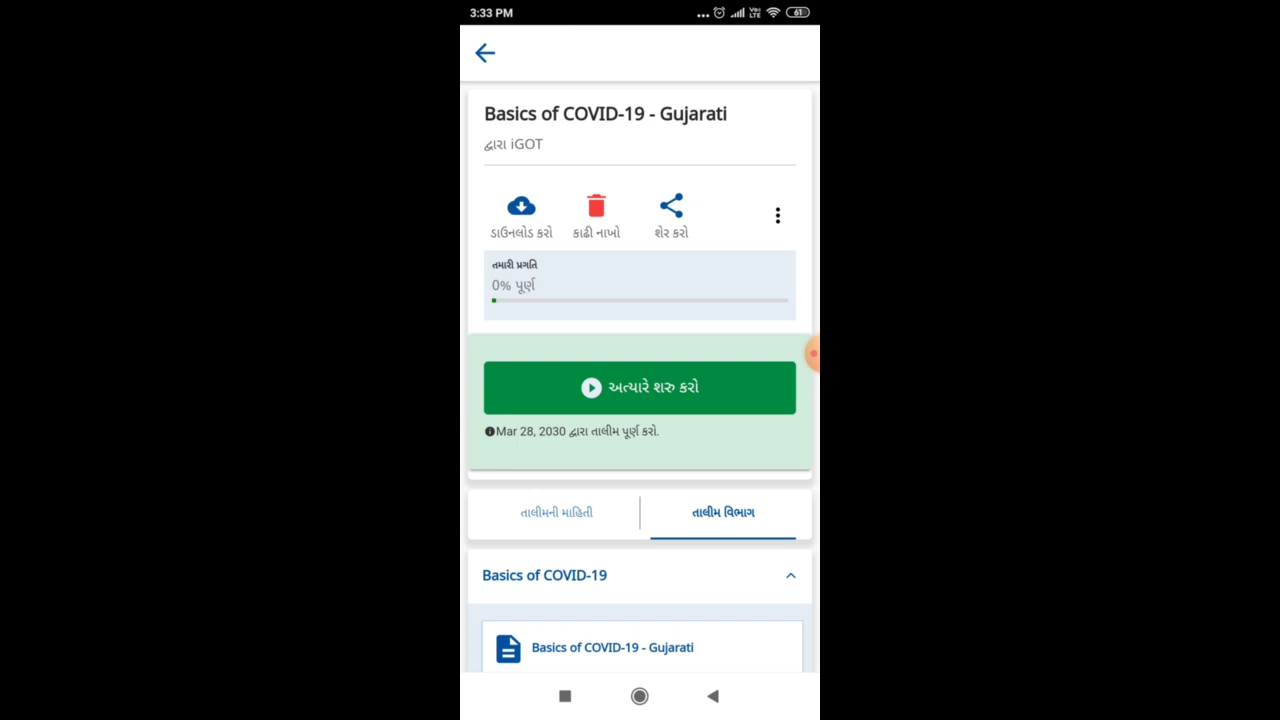 3:33 PM
61
Basics of COVID-19 - Gujarati
દ્વારા iGOT
ડાઉનલોડ કરો
કાઢી નાખો
શેર કરો
તમારી પ્રગતિ
0% પૂર્ણ
અત્યારે શરુ કરો
Mar 28, 2030 દ્વારા તાલીમ પૂર્ણ કરો.
તાલીમની માહિતી
તાલીમ વિભાગ
Basics of COVID-19
Basics of COVID-19 - Gujarati